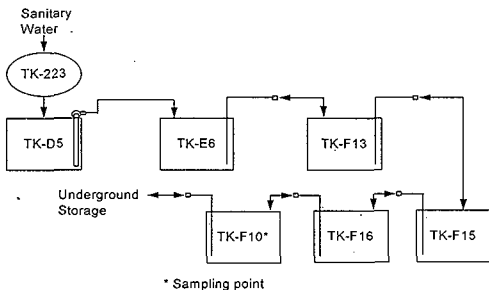 Sanitary
Water
TK-223
TK-D5
TK-E6
TK-F13
Underground
Storage
TK-F10*
TK-F16
TK-F15
* Sampling point